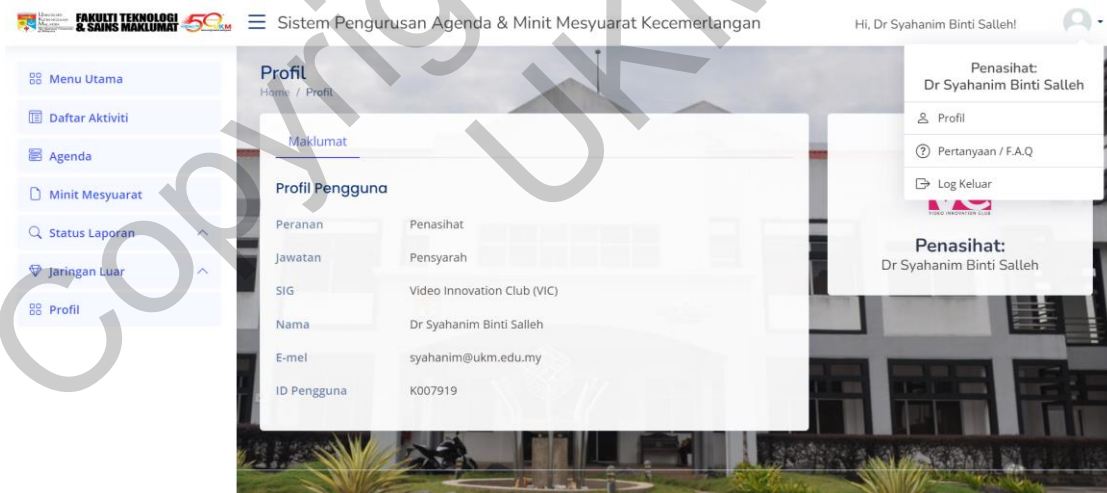 FAKULTI TEKNOLOGI
& SAINS MAKLUMAT
Sistem Pengurusan Agenda & Minit Mesyuarat Kecemerlangan
Hi, Dr Syahanim Binti Salleh!
Menu Utama
Daftar Aktiviti
Agenda
Minit Mesyuarat
Status Laporan
Jaringan Luar
Profil
Profil
Home / Profil
Maklumat
Profil Pengguna
Peranan Penasihat
Jawatan Pensyarah
SIG Video Innovation Club (VIC)
Nama Dr Syahanim Binti Salleh
E-mel syahanim@ukm.edu.my
ID Pengguna K007919
Penasihat:
Dr Syahanim Binti Salleh
Profil
Pertanyaan / F.A.Q
Log Keluar
VIDEO INNOVATION CLUB
Penasihat:
Dr Syahanim Binti Salleh
Copyrig
UK